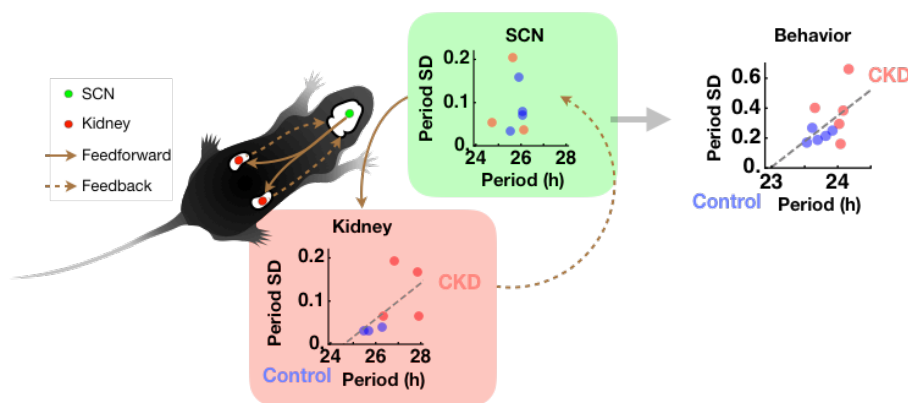 SCN
Kidney
Feedforward
Feedback
SCN
Period SD
0.2
0.1
0
24
26
28
Period (h)
Behavior
CKD
0.6
0.4
0.2
0
Period SD
23
24
Control
Period (h)
Kidney
Period SD
0.2
0.1
0
CKD
24
26
28
Control
Period (h)